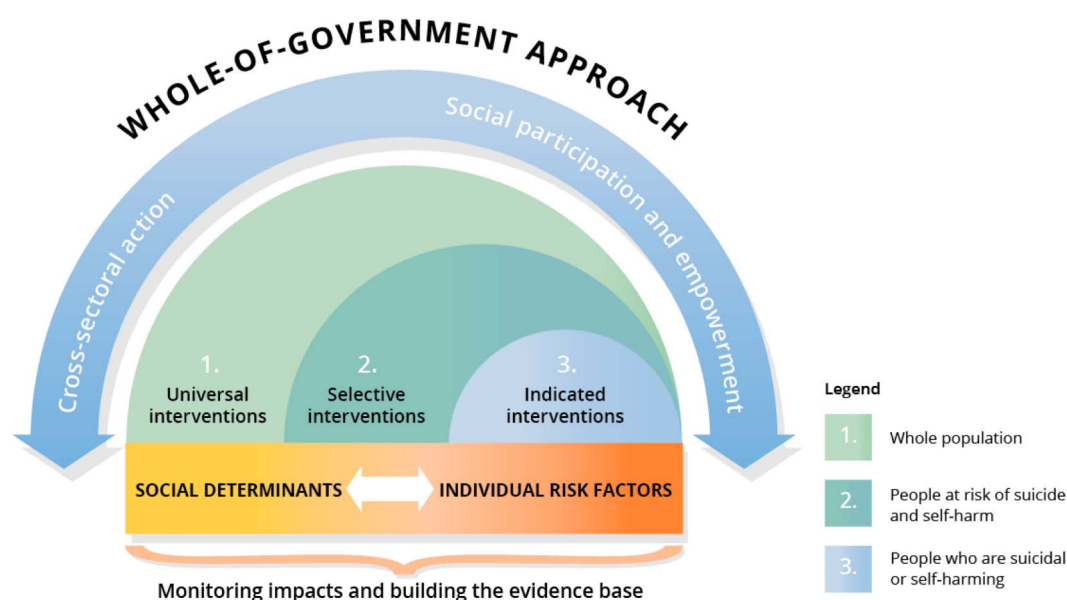 WHOLE-OF-GOVERNMENT APPROACH
Cross-sectoral action
Social participation and empowerment
1.
Universal
interventions
2.
Selective
interventions
3.
Indicated
interventions
SOCIAL DETERMINANTS
INDIVIDUAL RISK FACTORS
Monitoring impacts and building the evidence base
Legend
1.
Whole population
2.
People at risk of suicide
and self-harm
3.
People who are suicidal
or self-harming